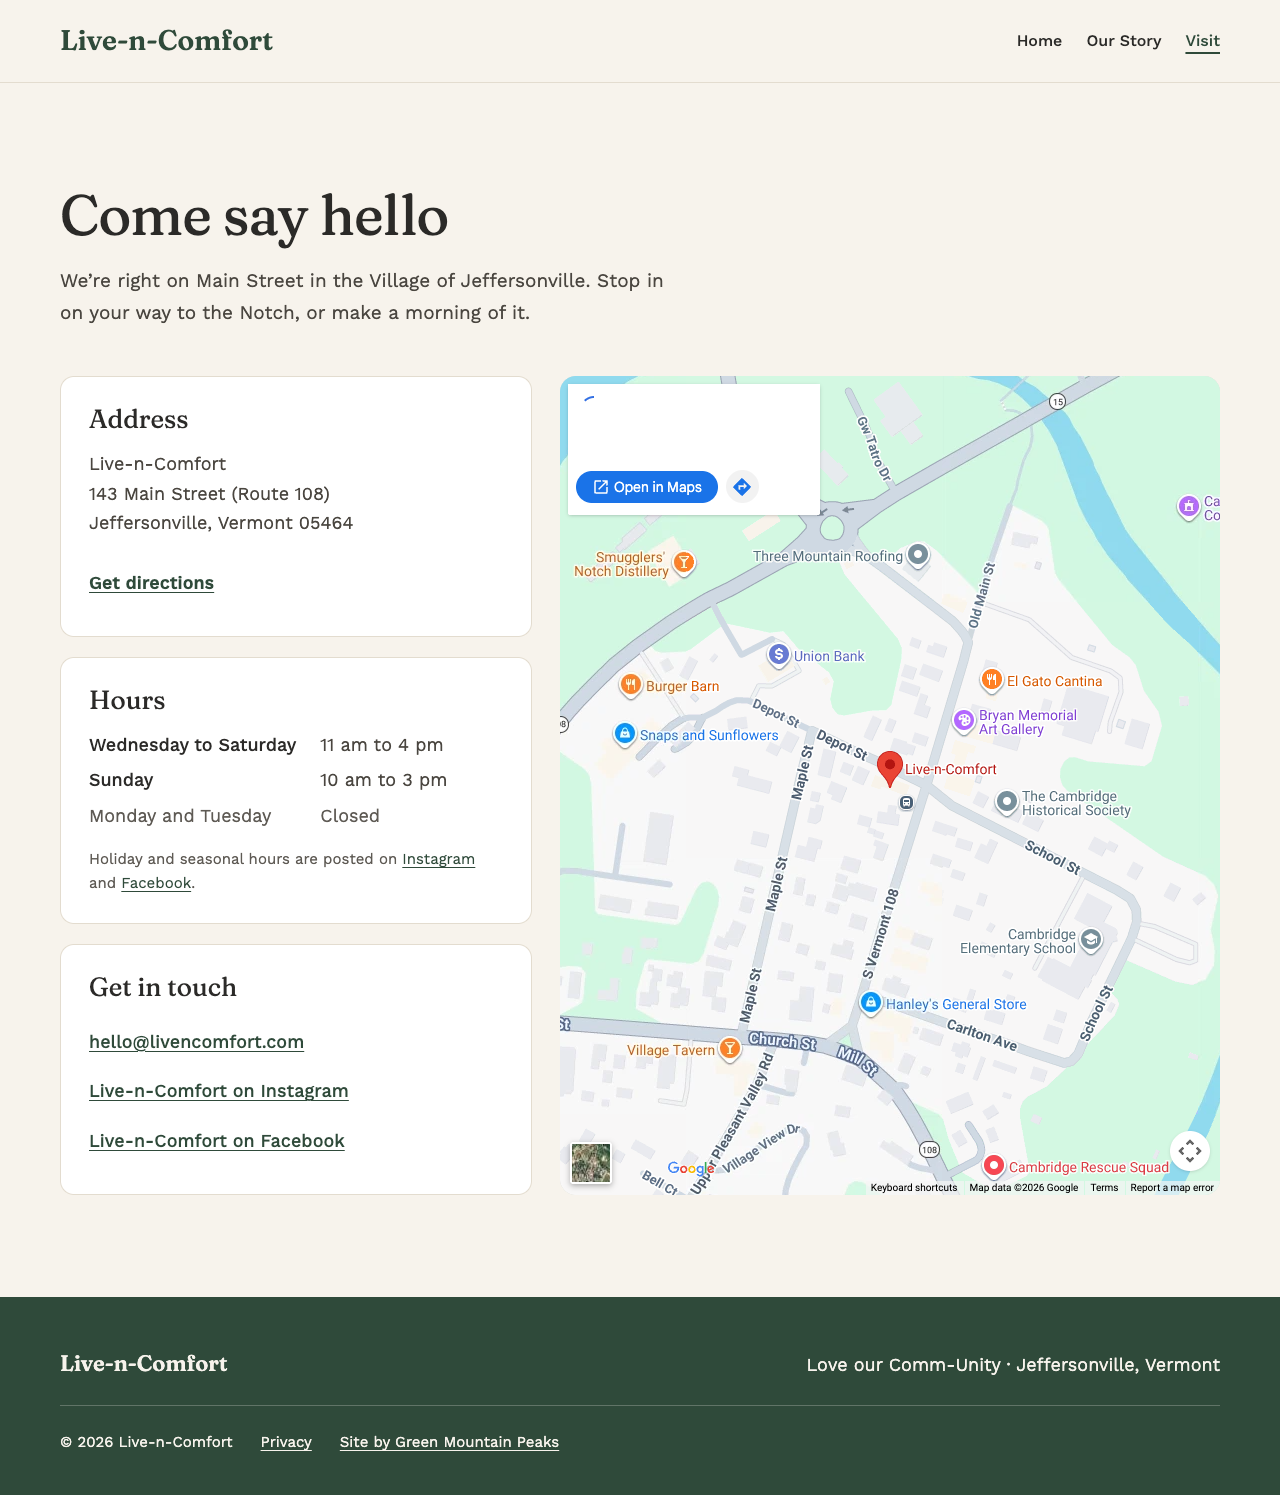 Live-n-Comfort
Home
Our Story
Visit
Come say hello
We’re right on Main Street in the Village of Jeffersonville. Stop in
on your way to the Notch, or make a morning of it.
Address
Live-n-Comfort
143 Main Street (Route 108)
Jeffersonville, Vermont 05464
Get directions
Hours
Wednesday to Saturday 11 am to 4 pm
Sunday 10 am to 3 pm
Monday and Tuesday Closed
Holiday and seasonal hours are posted on Instagram
and Facebook.
Get in touch
hello@livencomfort.com
Live-n-Comfort on Instagram
Live-n-Comfort on Facebook
Open in Maps
15
Gw Tatro Dr
Ca
Co
Smugglers'
Notch Distillery
Three Mountain Roofing
Old Main St
Union Bank
Burger Barn
El Gato Cantina
Depot St
Bryan Memorial
Art Gallery
Snaps and Sunflowers
Depot St
Maple St
Live-n-Comfort
The Cambridge
Historical Society
School St
Maple St
S Vermont 108
Cambridge
Elementary School
Maple St
Hanley's General Store
School St
St
Church St
Mill St
Carlton Ave
Village Tavern
Upper Pleasant Valley Rd
Village View Dr
108
Bell Ct
Google
Cambridge Rescue Squad
Keyboard shortcuts
Map data ©2026 Google
Terms
Report a map error
Live-n-Comfort
Love our Comm-Unity · Jeffersonville, Vermont
© 2026 Live-n-Comfort
Privacy
Site by Green Mountain Peaks